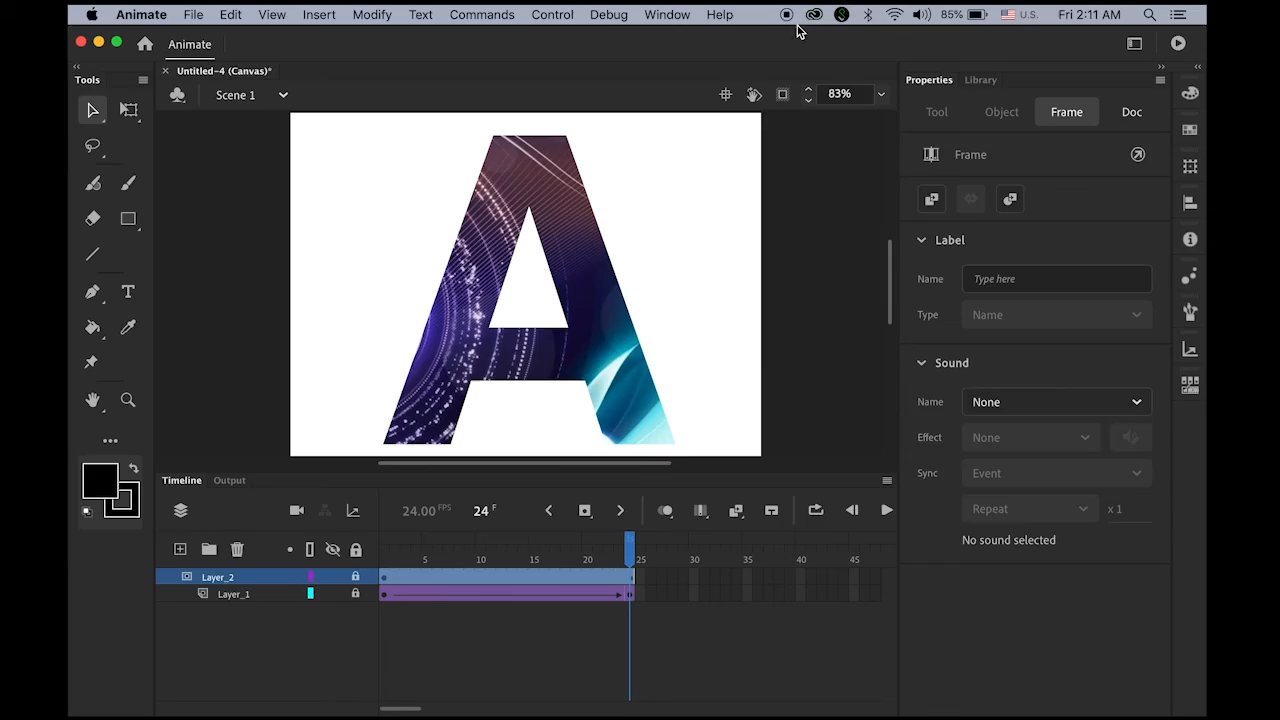 Animate File Edit View Insert Modify Text Commands Control Debug Window Help 85% U.S. Fri 2:11 AM
Animate
Tools
Untitled-4 (Canvas)*
Properties Library
Scene 1 83%
Tool Object Frame Doc
Frame
Label
Name Type here
Type Name
Sound
Name None
Effect None
Sync Event
Repeat x 1
No sound selected
A
Timeline Output
24.00 FPS 24 F
5 10 15 20 25 30 35 40 45
Layer_2
Layer_1